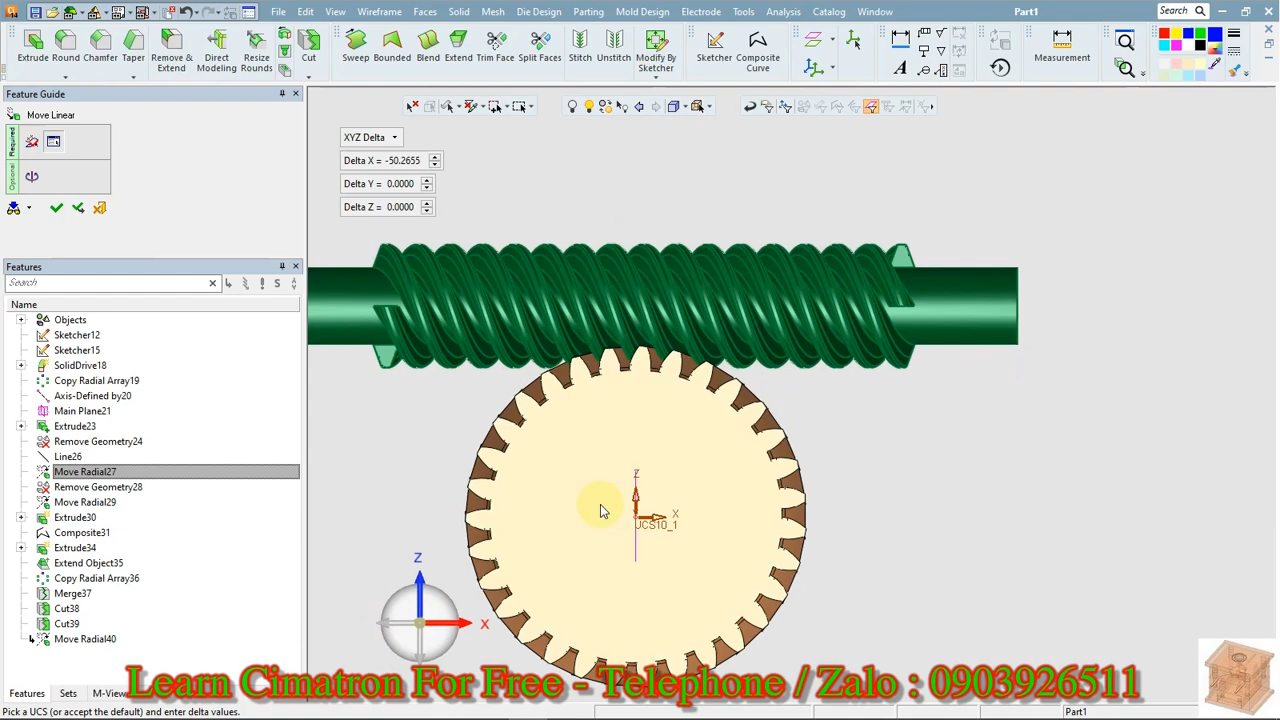 File Edit View Wireframe Faces Solid Mesh Die Design Parting Mold Design Electrode Tools Analysis Catalog Window Part1 Search
Extrude Round Chamfer Taper Remove & Extend Direct Modeling Resize Rounds Cut Sweep Bounded Blend Extend Trim Face Split Faces Stitch Unstitch Modify By Sketcher Sketcher Composite Curve Measurement
Feature Guide
Move Linear
Required
Optional
XYZ Delta
Delta X = -50.2655
Delta Y = 0.0000
Delta Z = 0.0000
Features
Search
S
Name
Objects
Sketcher12
Sketcher15
SolidDrive18
Copy Radial Array19
Axis-Defined by20
Main Plane21
Extrude23
Remove Geometry24
Line26
Move Radial27
Remove Geometry28
Move Radial29
Extrude30
Composite31
Extrude34
Extend Object35
Copy Radial Array36
Merge37
Cut38
Cut39
Move Radial40
Z
X
UCS10_1
Z
X
Features Sets M-View
Learn Cimatron For Free - Telephone / Zalo : 0903926511
Pick a UCS (or accept the default) and enter delta values. Part1